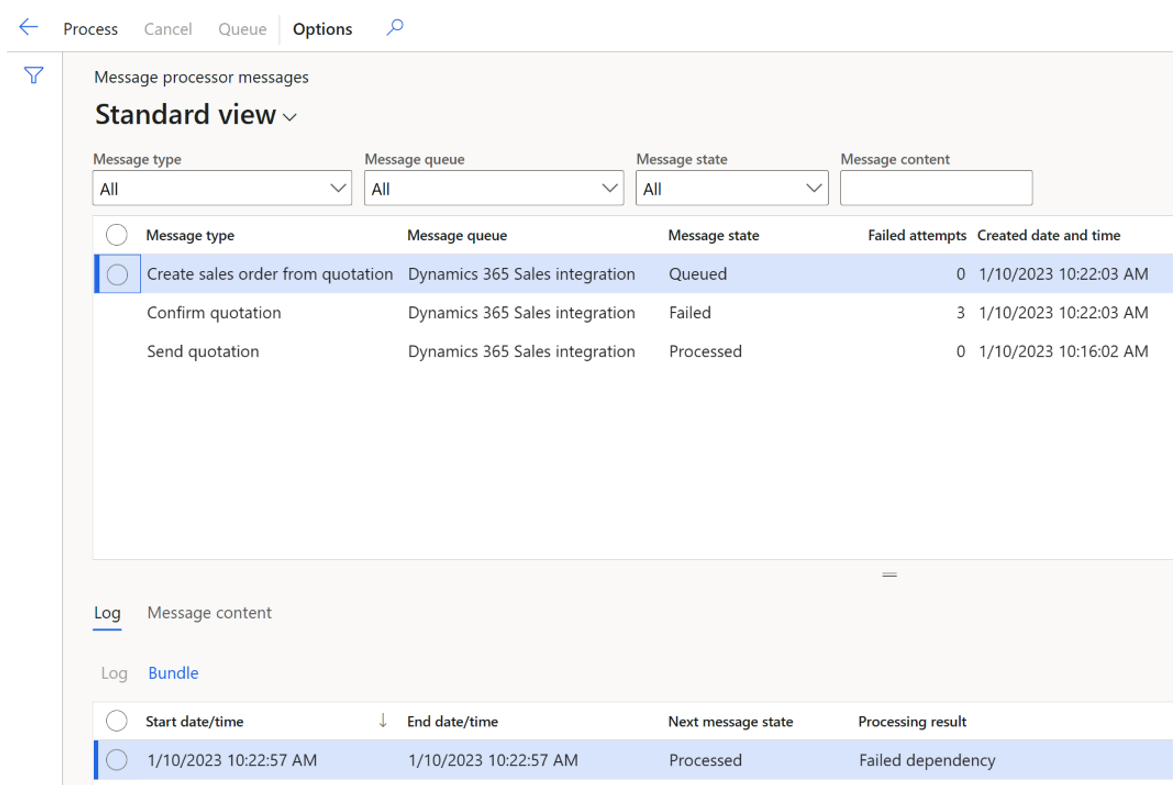 Process Cancel Queue Options
Message processor messages
Standard view
Message type Message queue Message state Message content
All All All
Message type Message queue Message state Failed attempts Created date and time
Create sales order from quotation Dynamics 365 Sales integration Queued 0 1/10/2023 10:22:03 AM
Confirm quotation Dynamics 365 Sales integration Failed 3 1/10/2023 10:22:03 AM
Send quotation Dynamics 365 Sales integration Processed 0 1/10/2023 10:16:02 AM
Log Message content
Log Bundle
Start date/time End date/time Next message state Processing result
1/10/2023 10:22:57 AM 1/10/2023 10:22:57 AM Processed Failed dependency